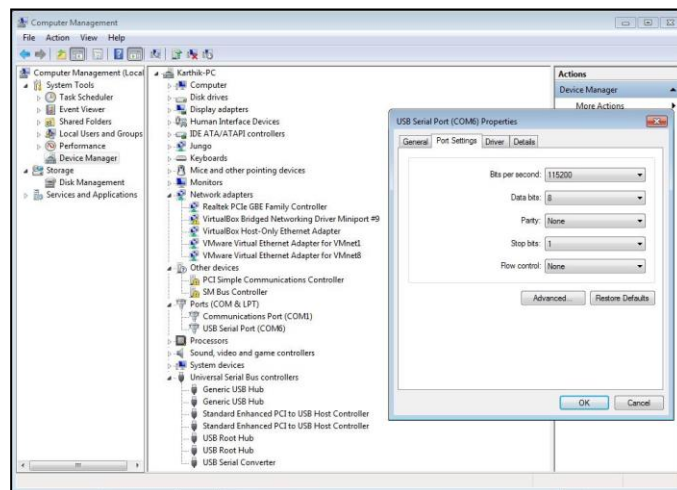 Computer Management
File Action View Help
Computer Management (Local
System Tools
Task Scheduler
Event Viewer
Shared Folders
Local Users and Groups
Performance
Device Manager
Storage
Disk Management
Services and Applications
Karthik-PC
Computer
Disk drives
Display adapters
Human Interface Devices
IDE ATA/ATAPI controllers
Jungo
Keyboards
Mice and other pointing devices
Monitors
Network adapters
Realtek PCIe GBE Family Controller
VirtualBox Bridged Networking Driver Miniport #9
VirtualBox Host-Only Ethernet Adapter
VMware Virtual Ethernet Adapter for VMnet1
VMware Virtual Ethernet Adapter for VMnet8
Other devices
PCI Simple Communications Controller
SM Bus Controller
Ports (COM & LPT)
Communications Port (COM1)
USB Serial Port (COM6)
Processors
Sound, video and game controllers
System devices
Universal Serial Bus controllers
Generic USB Hub
Generic USB Hub
Standard Enhanced PCI to USB Host Controller
Standard Enhanced PCI to USB Host Controller
USB Root Hub
USB Root Hub
USB Serial Converter
Actions
Device Manager
More Actions
USB Serial Port (COM6) Properties
General Port Settings Driver Details
Bits per second: 115200
Data bits: 8
Parity: None
Stop bits: 1
Flow control: None
Advanced... Restore Defaults
OK Cancel